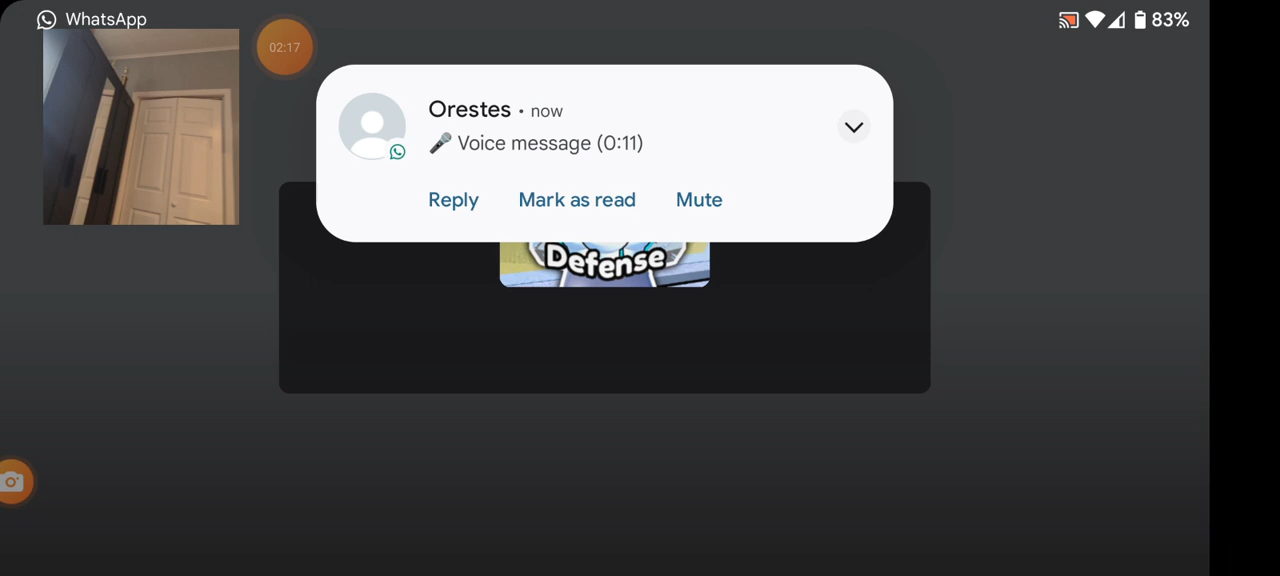 WhatsApp
83%
02:17
Orestes • now
🎤 Voice message (0:11)
Reply Mark as read Mute
Defense